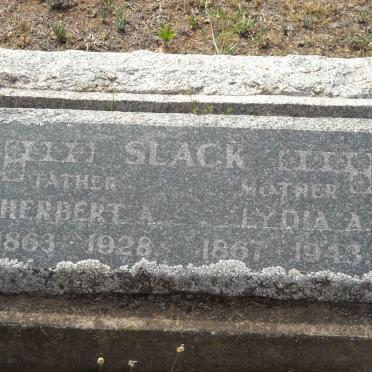 SLACK
FATHER MOTHER
HERBERT A. LYDIA A.
1863 - 1928 1867 - 1943